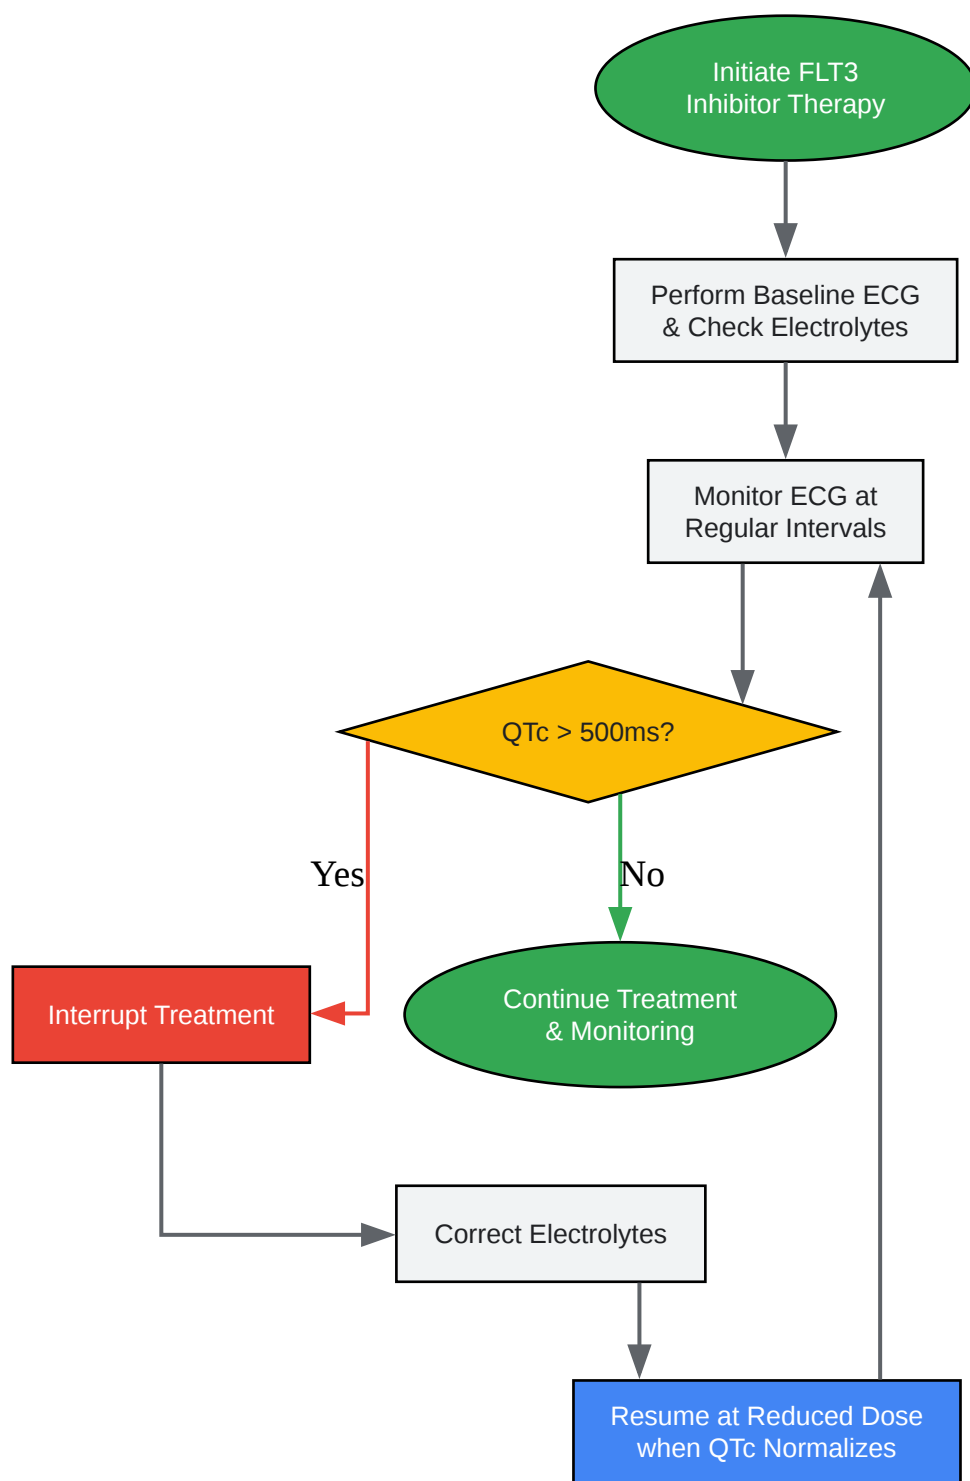 Initiate FLT3
Inhibitor Therapy
Perform Baseline ECG
& Check Electrolytes
Monitor ECG at
Regular Intervals
QTc > 500ms?
Yes
No
Interrupt Treatment
Continue Treatment
& Monitoring
Correct Electrolytes
Resume at Reduced Dose
when QTc Normalizes